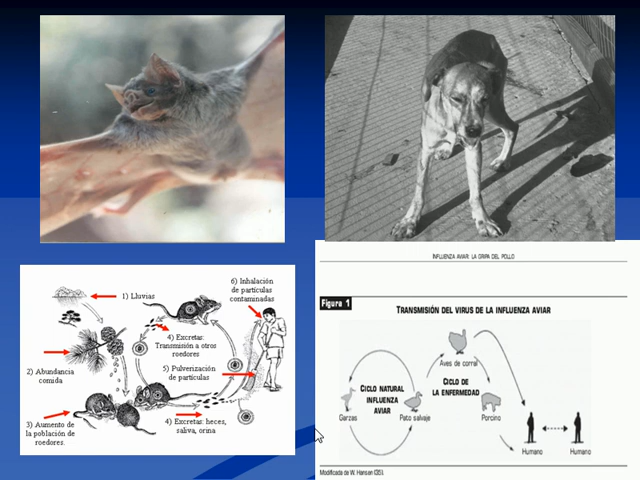 1) Lluvias
2) Abundancia
comida
3) Aumento de
la población de
roedores.
4) Excretas:
Transmisión a otros
roedores
5) Pulverización
de partículas
6) Inhalación
de partículas
contaminadas
4) Excretas: heces,
saliva, orina
INFLUENZA AVIAR: LA GRIPA DEL POLLO
Figura 1
TRANSMISIÓN DEL VIRUS DE LA INFLUENZA AVIAR
Aves de corral
CICLO NATURAL
INFLUENZA
AVIAR
CICLO DE
LA ENFERMEDAD
Garzas
Pato salvaje
Porcino
Humano
Humano
Modificada de W. Hansen